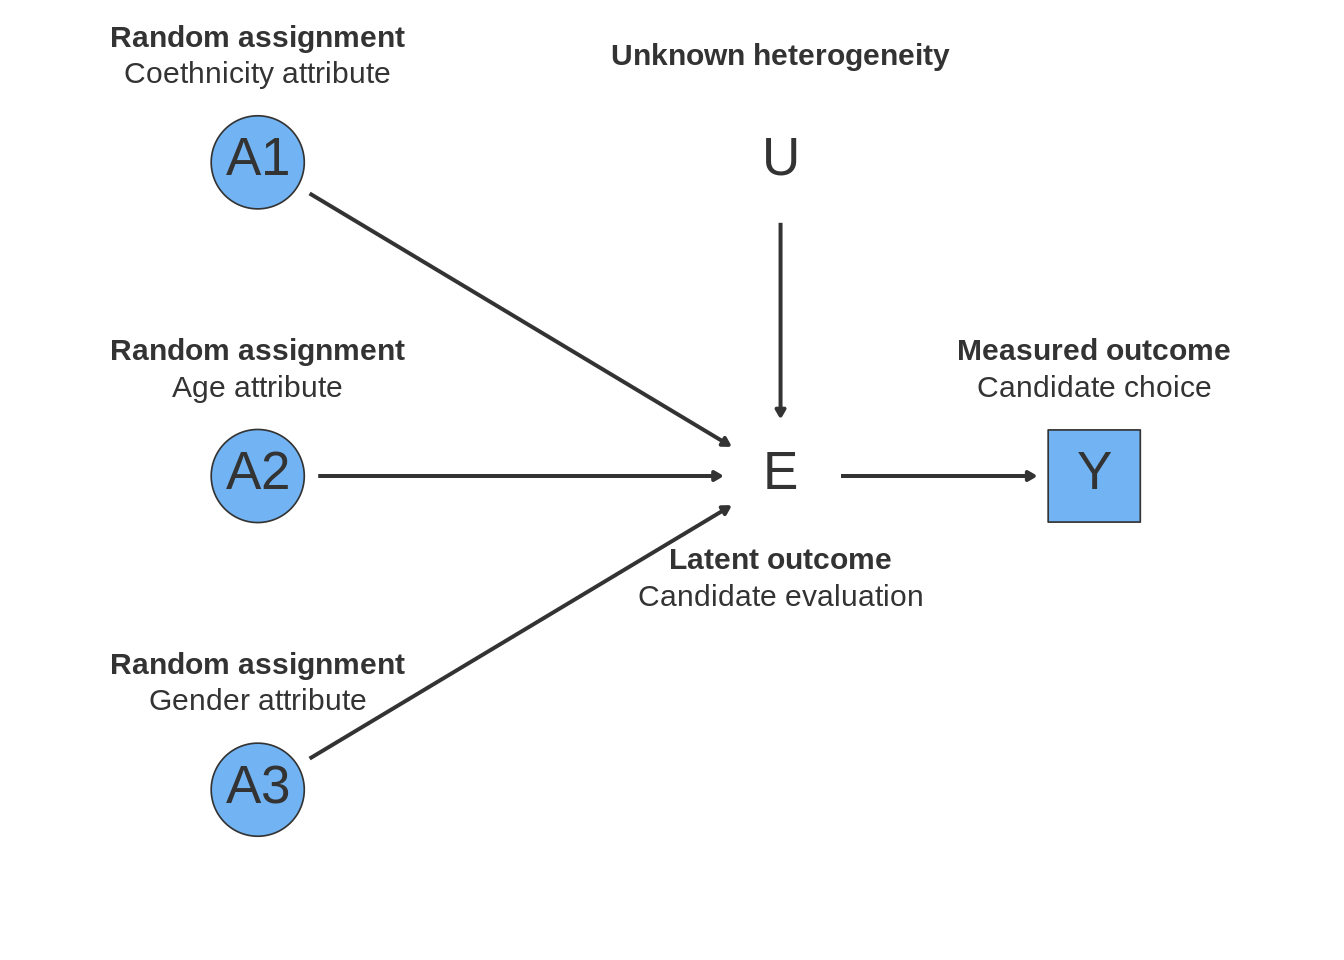 Random assignment
Coethnicity attribute
A1
Unknown heterogeneity
U
Random assignment
Age attribute
A2
E
Latent outcome
Candidate evaluation
Measured outcome
Candidate choice
Y
Random assignment
Gender attribute
A3